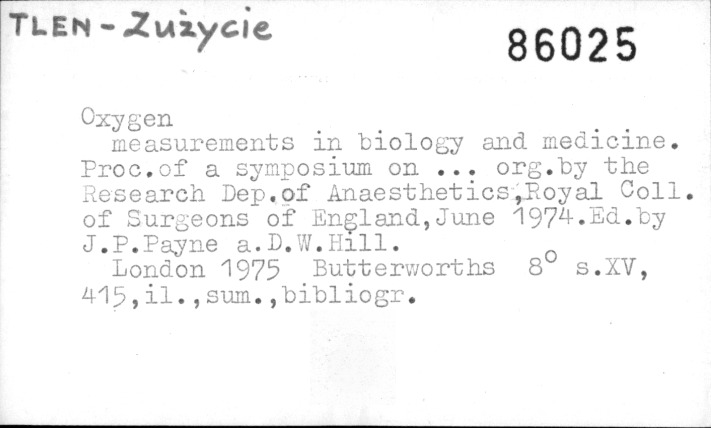 TLEN - Zużycie
86025
Oxygen
measurements in biology and medicine.
Proc.of a symposium on ... org.by the
Research Dep.of Anaesthetics,Royal Coll.
of Surgeons of England,June 1974.Ed.by
J.P.Payne a.D.W.Hill.
London 1975 Butterworths 8° s.XV,
415,il.,sum.,bibliogr.